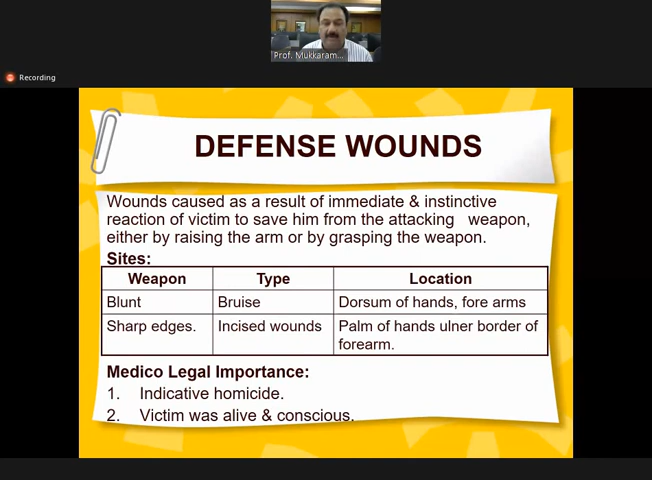 Prof. Mukkaram...
Recording
DEFENSE WOUNDS
Wounds caused as a result of immediate & instinctive
reaction of victim to save him from the attacking weapon,
either by raising the arm or by grasping the weapon.
Sites:
Weapon Type Location
Blunt Bruise Dorsum of hands, fore arms
Sharp edges. Incised wounds Palm of hands ulner border of
forearm.
Medico Legal Importance:
1. Indicative homicide.
2. Victim was alive & conscious.